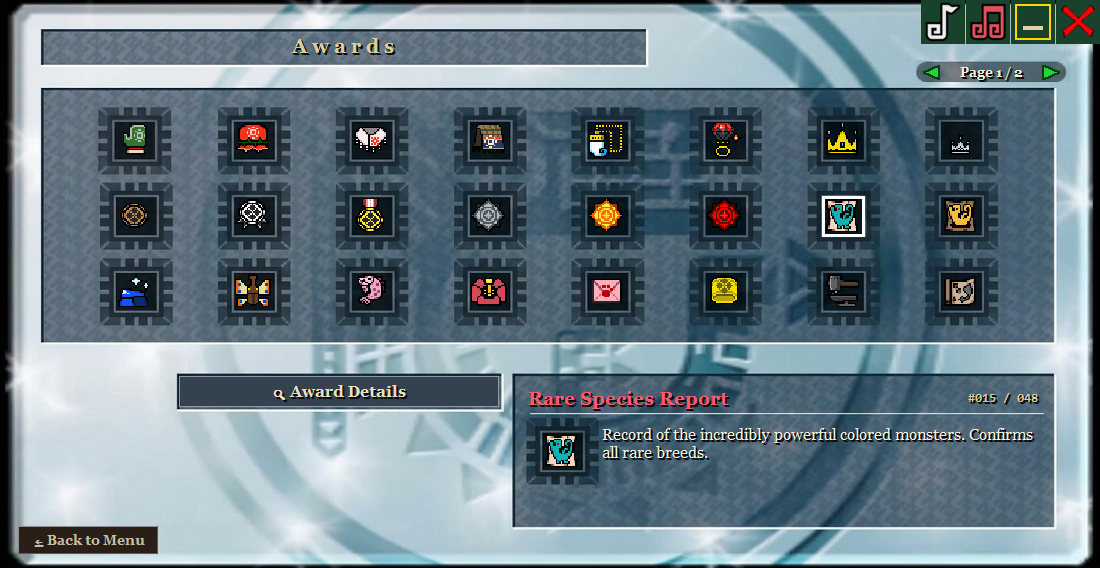 Awards
Page 1 / 2
Award Details
Rare Species Report
#015 / 048
Record of the incredibly powerful colored monsters. Confirms
all rare breeds.
Back to Menu